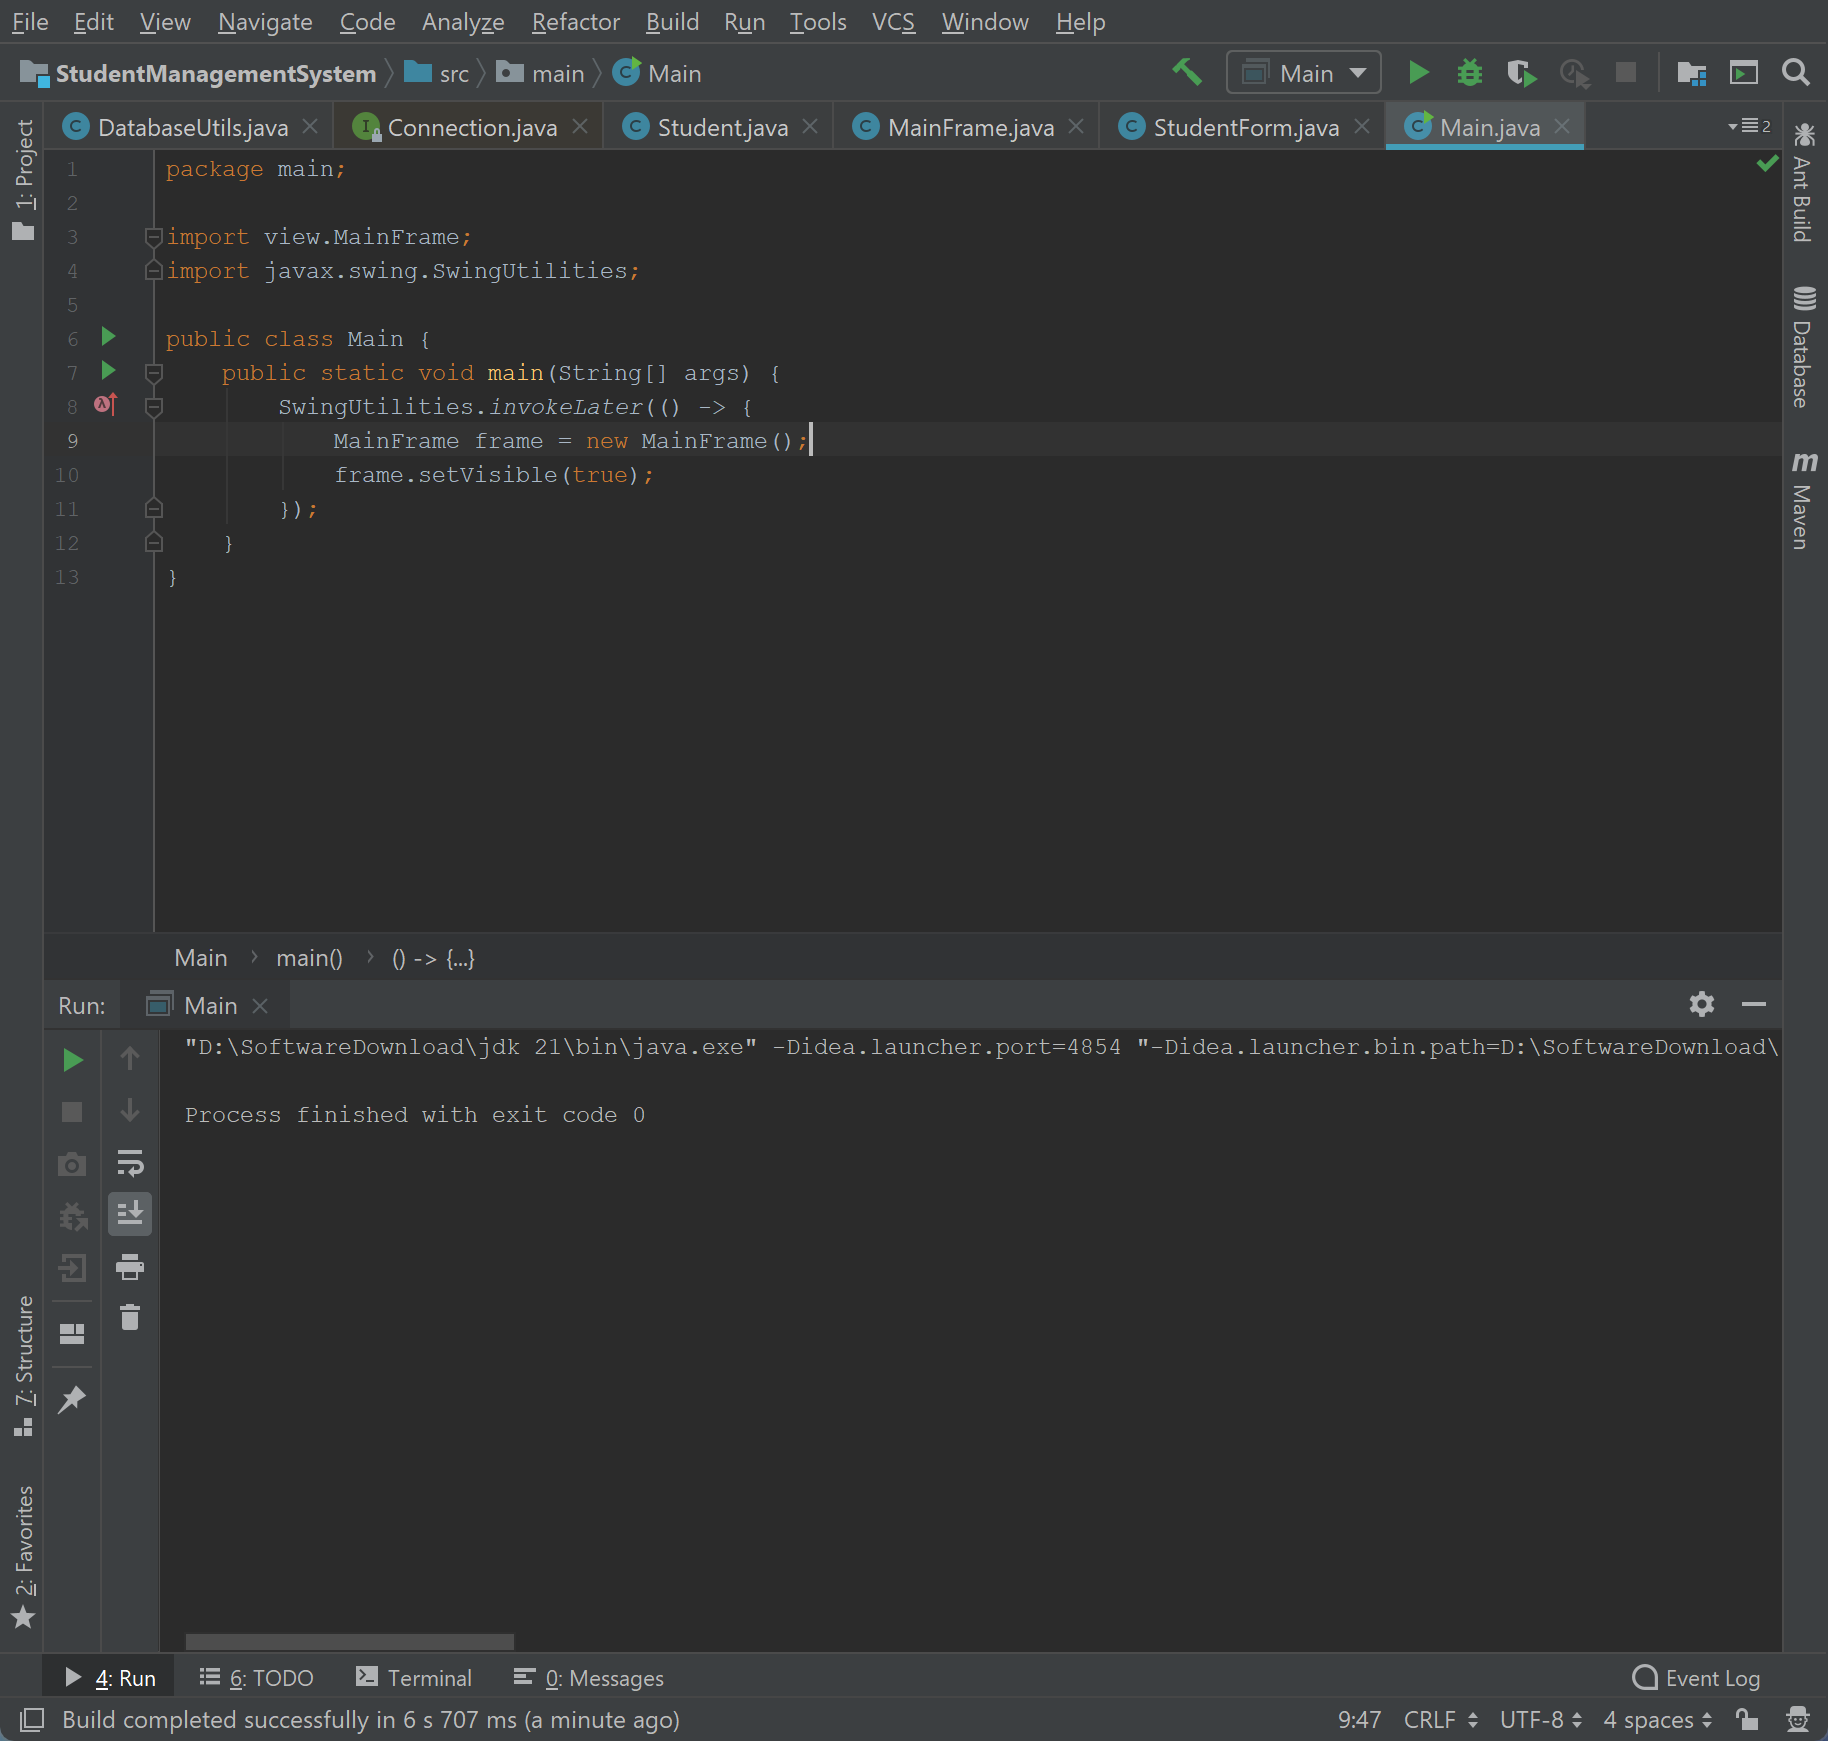 File Edit View Navigate Code Analyze Refactor Build Run Tools VCS Window Help
StudentManagementSystem src main Main
Main
DatabaseUtils.java Connection.java Student.java MainFrame.java StudentForm.java Main.java 2
1: Project
7: Structure
2: Favorites
1 package main;
2
3 import view.MainFrame;
4 import javax.swing.SwingUtilities;
5
6 public class Main {
7 public static void main(String[] args) {
8 SwingUtilities.invokeLater(() -> {
9 MainFrame frame = new MainFrame();
10 frame.setVisible(true);
11 });
12 }
13 }
Ant Build
Database
Maven
Main › main() › () -> {...}
Run: Main
"D:\SoftwareDownload\jdk 21\bin\java.exe" -Didea.launcher.port=4854 "-Didea.launcher.bin.path=D:\SoftwareDownload\
Process finished with exit code 0
4: Run 6: TODO Terminal 0: Messages Event Log
Build completed successfully in 6 s 707 ms (a minute ago) 9:47 CRLF UTF-8 4 spaces